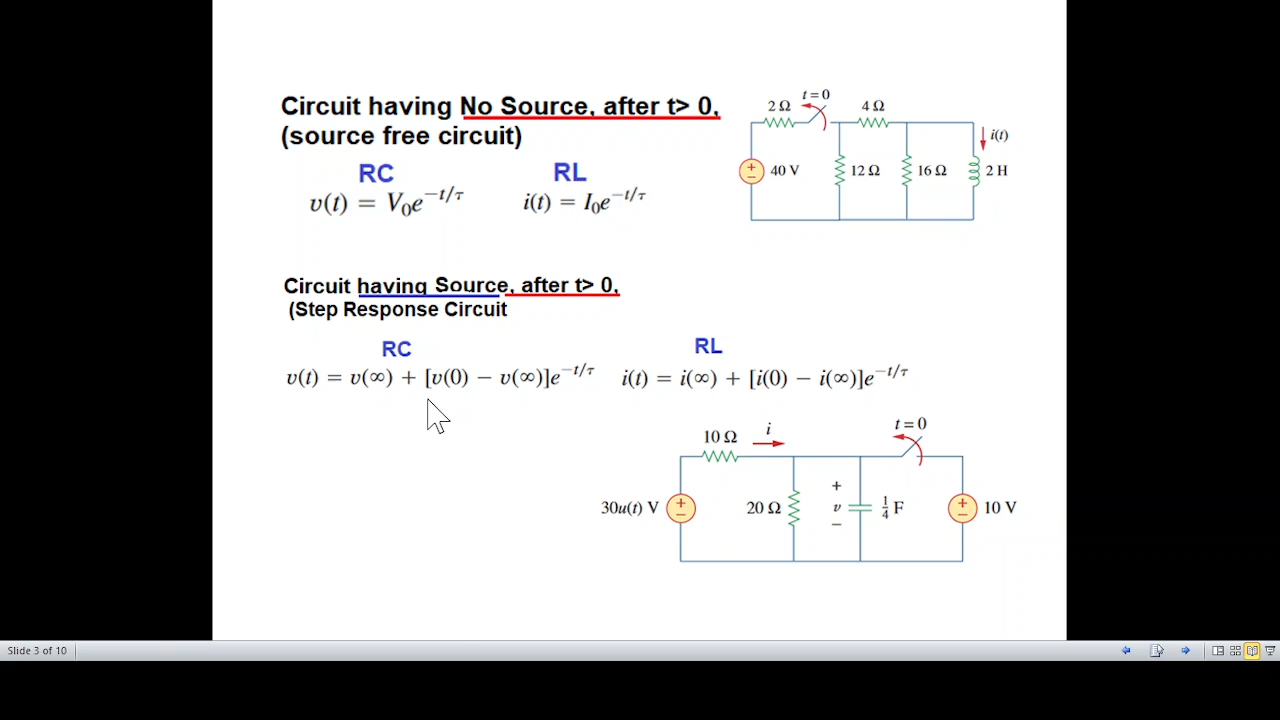 Circuit having No Source, after t> 0,
(source free circuit)
RC
RL
v(t) = V₀e^−t/τ
i(t) = I₀e^−t/τ
t = 0
2 Ω
4 Ω
i(t)
40 V
12 Ω
16 Ω
2 H
Circuit having Source, after t> 0,
(Step Response Circuit
RC
RL
v(t) = v(∞) + [v(0) − v(∞)]e^−t/τ
i(t) = i(∞) + [i(0) − i(∞)]e^−t/τ
10 Ω
i
t = 0
30u(t) V
20 Ω
+
v
−
1/4 F
10 V
Slide 3 of 10